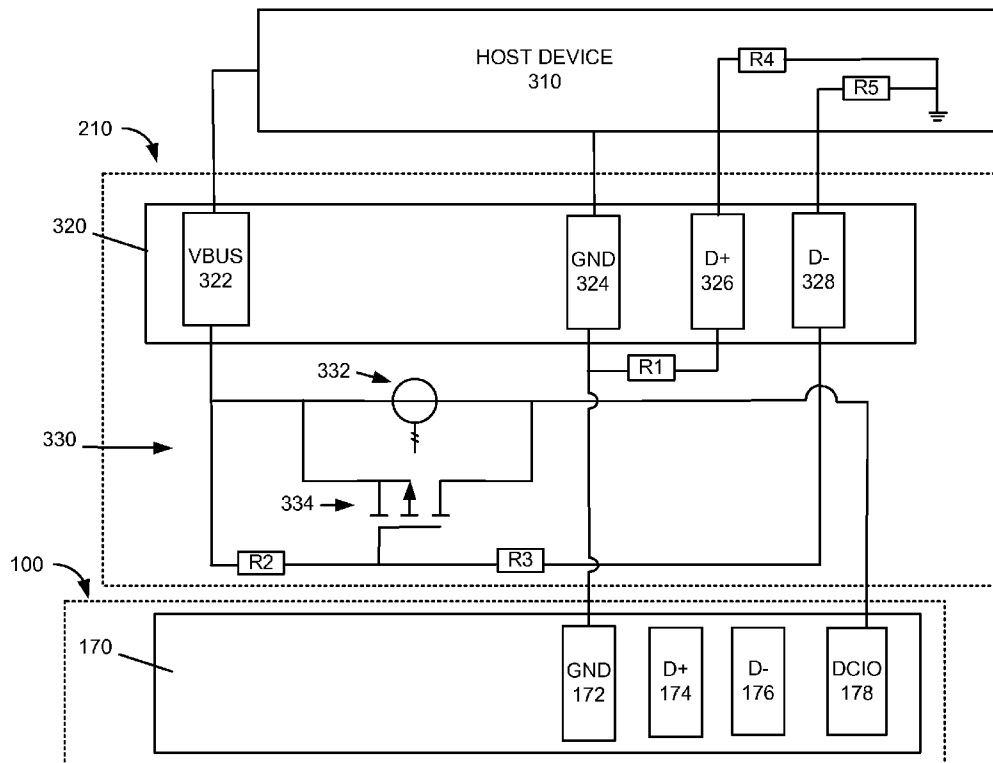 HOST DEVICE
310
R4
R5
210
320
VBUS
322
GND
324
D+
326
D-
328
R1
332
330
334
R2
R3
100
170
GND
172
D+
174
D-
176
DCIO
178